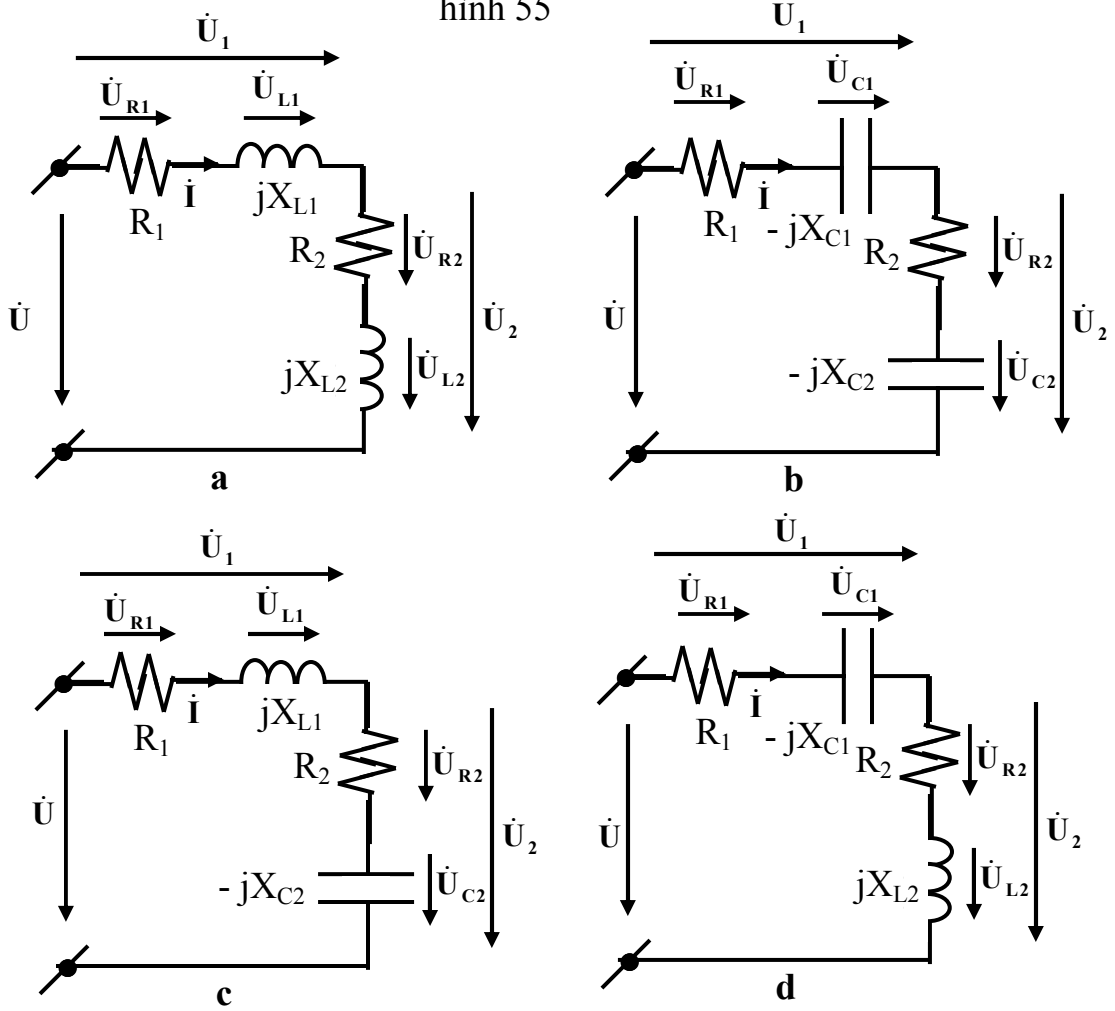 hình 55
U̇₁
U̇R1 U̇L1
İ
R₁ jXL1
R₂ U̇R2
U̇ U̇₂
jXL2 U̇L2
a
U₁
U̇R1 U̇C1
İ
R₁ - jXC1
R₂ U̇R2
U̇ U̇₂
- jXC2 U̇C2
b
U̇₁
U̇R1 U̇L1
İ
R₁ jXL1
R₂ U̇R2
U̇ U̇₂
- jXC2 U̇C2
c
U̇₁
U̇R1 U̇C1
İ
R₁ - jXC1
R₂ U̇R2
U̇ U̇₂
jXL2 U̇L2
d